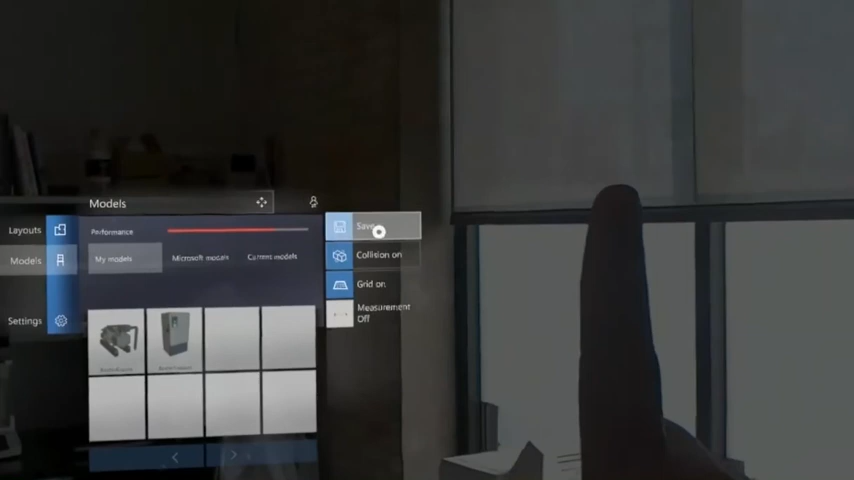 Models
Layouts
Performance
Save
Models
My models
Microsoft models
Current models
Collision on
Grid on
Measurement
Off
Settings